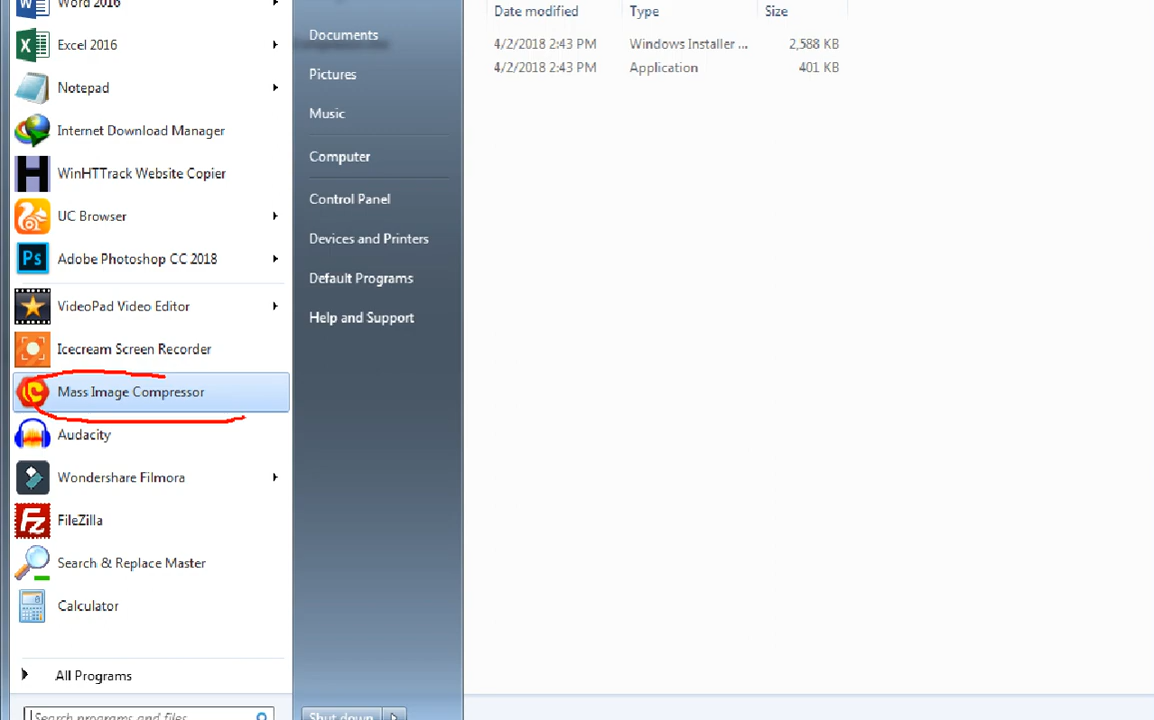 Word 2016
Excel 2016
Notepad
Internet Download Manager
WinHTTrack Website Copier
UC Browser
Adobe Photoshop CC 2018
VideoPad Video Editor
Icecream Screen Recorder
Mass Image Compressor
Audacity
Wondershare Filmora
FileZilla
Search & Replace Master
Calculator
All Programs
Search programs and files
Documents
Pictures
Music
Computer
Control Panel
Devices and Printers
Default Programs
Help and Support
Shut down
Date modified Type Size
4/2/2018 2:43 PM Windows Installer ... 2,588 KB
4/2/2018 2:43 PM Application 401 KB